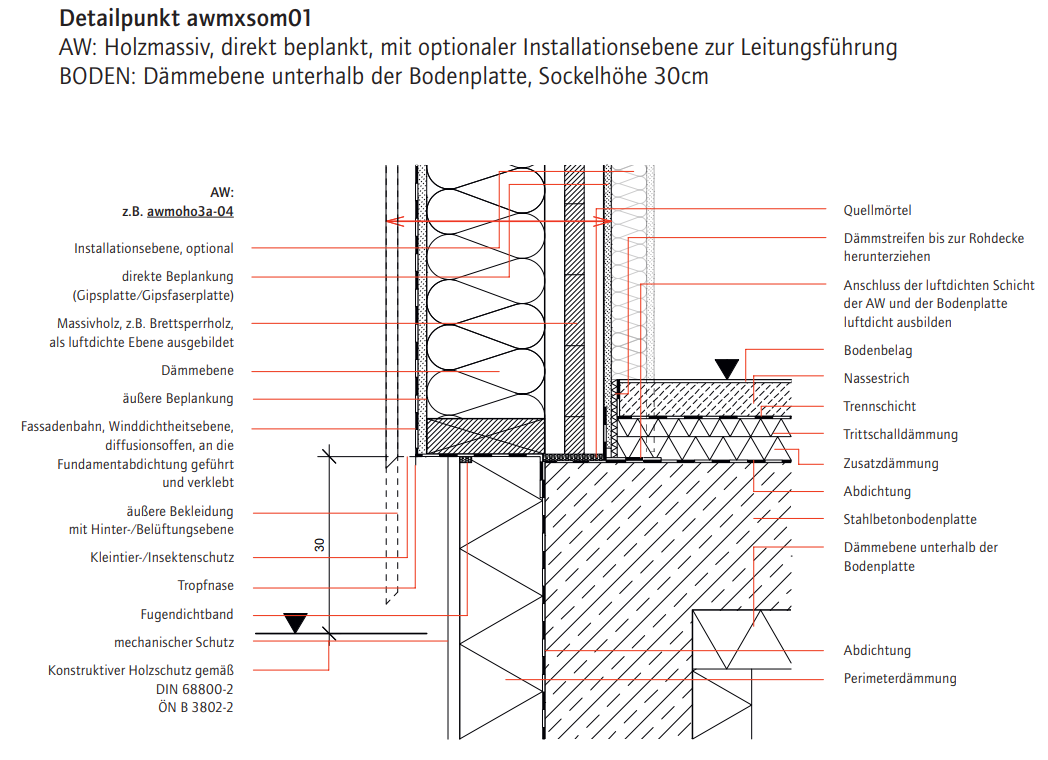 Detailpunkt awmxsom01
AW: Holzmassiv, direkt beplankt, mit optionaler Installationsebene zur Leitungsführung
BODEN: Dämmebene unterhalb der Bodenplatte, Sockelhöhe 30cm
AW:
z.B. awmoho3a-04
Installationsebene, optional
direkte Beplankung
(Gipsplatte/Gipsfaserplatte)
Massivholz, z.B. Brettsperrholz,
als luftdichte Ebene ausgebildet
Dämmebene
äußere Beplankung
Fassadenbahn, Winddichtheitsebene,
diffusionsoffen, an die
Fundamentabdichtung geführt
und verklebt
äußere Bekleidung
mit Hinter-/Belüftungsebene
Kleintier-/Insektenschutz
Tropfnase
Fugendichtband
mechanischer Schutz
Konstruktiver Holzschutz gemäß
DIN 68800-2
ÖN B 3802-2
30
Quellmörtel
Dämmstreifen bis zur Rohdecke
herunterziehen
Anschluss der luftdichten Schicht
der AW und der Bodenplatte
luftdicht ausbilden
Bodenbelag
Nassestrich
Trennschicht
Trittschalldämmung
Zusatzdämmung
Abdichtung
Stahlbetonbodenplatte
Dämmebene unterhalb der
Bodenplatte
Abdichtung
Perimeterdämmung